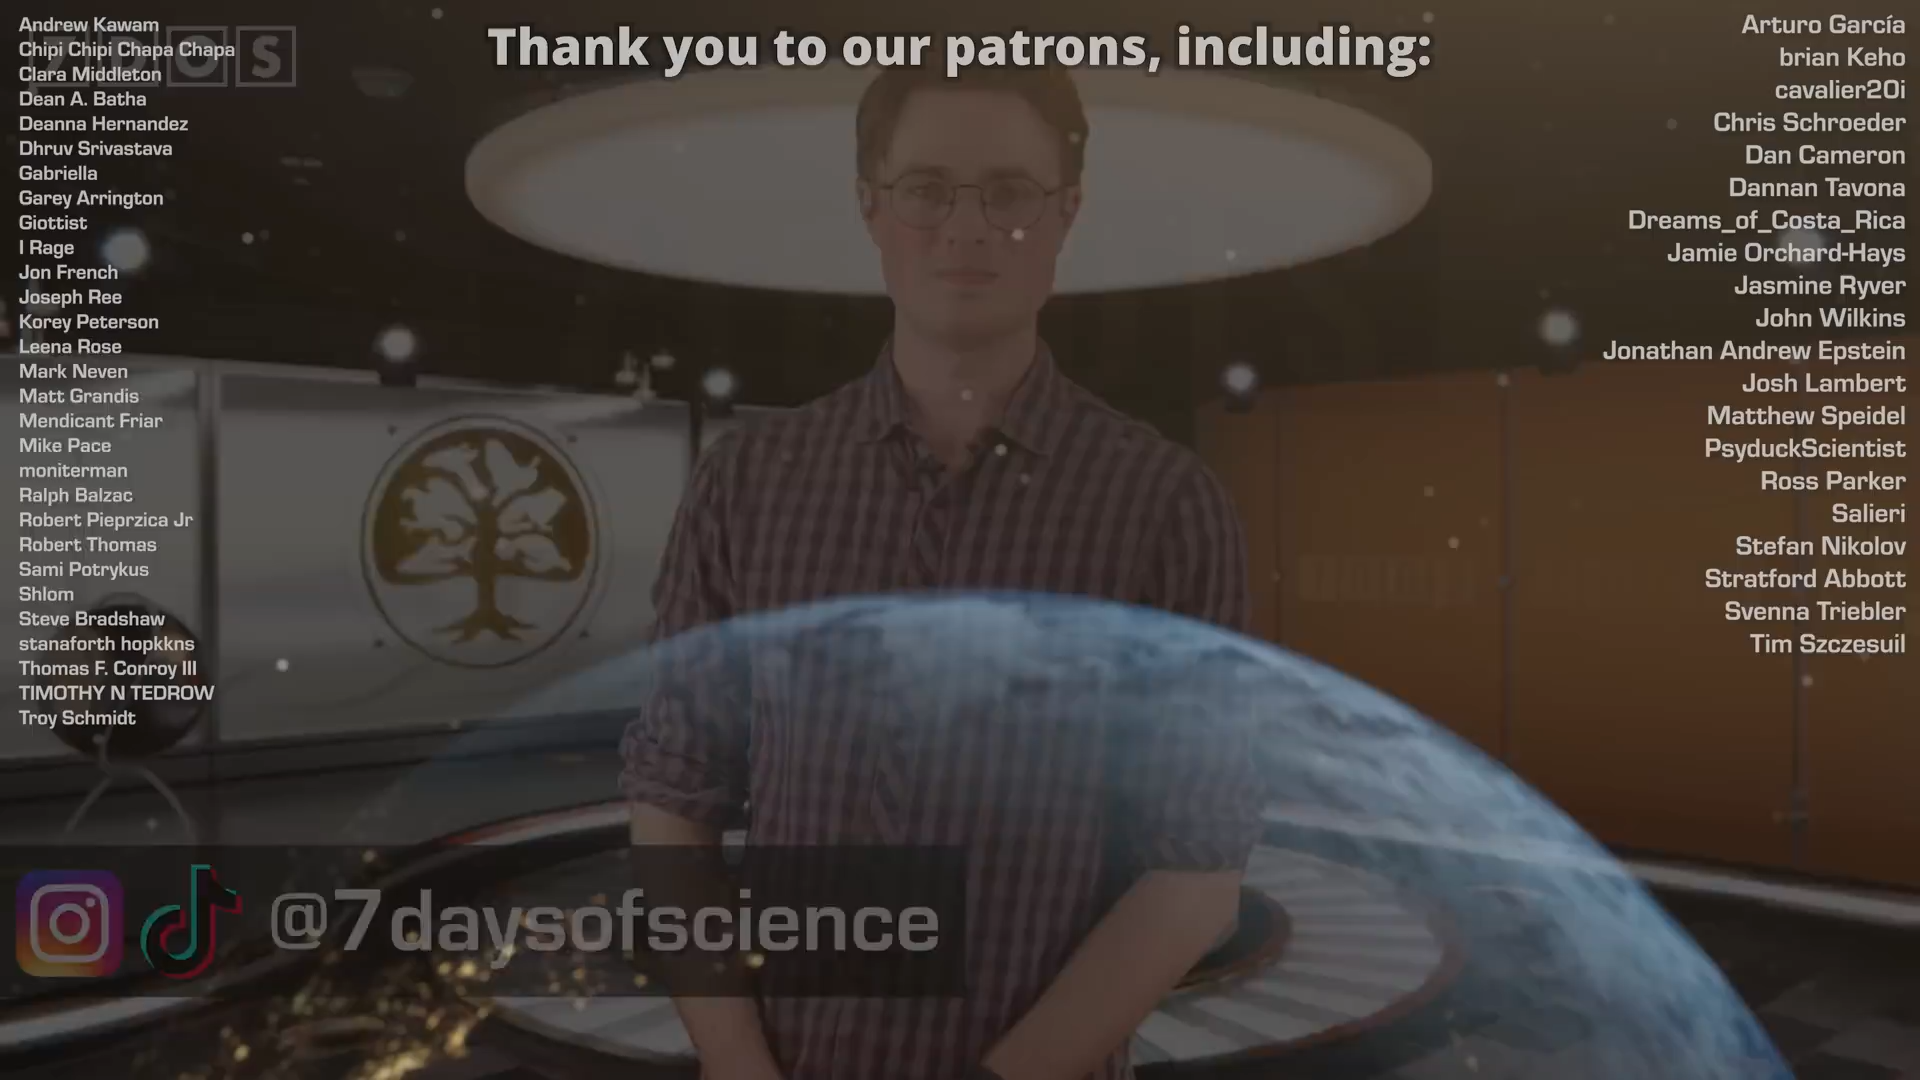 7DOS
Thank you to our patrons, including:
Andrew Kawam
Chipi Chipi Chapa Chapa
Clara Middleton
Dean A. Batha
Deanna Hernandez
Dhruv Srivastava
Gabriella
Garey Arrington
Giottist
I Rage
Jon French
Joseph Ree
Korey Peterson
Leena Rose
Mark Neven
Matt Grandis
Mendicant Friar
Mike Pace
moniterman
Ralph Balzac
Robert Pieprzica Jr
Robert Thomas
Sami Potrykus
Shlom
Steve Bradshaw
stanaforth hopkkns
Thomas F. Conroy III
TIMOTHY N TEDROW
Troy Schmidt
Arturo García
brian Keho
cavalier20i
Chris Schroeder
Dan Cameron
Dannan Tavona
Dreams_of_Costa_Rica
Jamie Orchard-Hays
Jasmine Ryver
John Wilkins
Jonathan Andrew Epstein
Josh Lambert
Matthew Speidel
PsyduckScientist
Ross Parker
Salieri
Stefan Nikolov
Stratford Abbott
Svenna Triebler
Tim Szczesuil
@7daysofscience